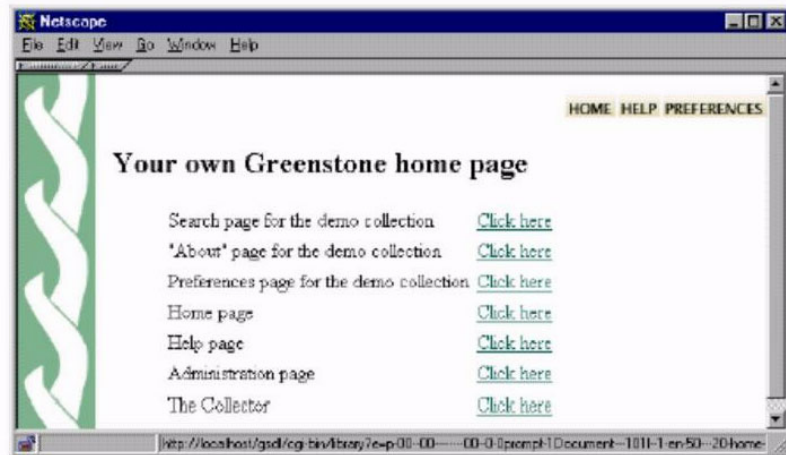 Netscape
File Edit View Go Window Help
HOME HELP PREFERENCES
Your own Greenstone home page
Search page for the demo collection Click here
"About" page for the demo collection Click here
Preferences page for the demo collection Click here
Home page Click here
Help page Click here
Administration page Click here
The Collector Click here